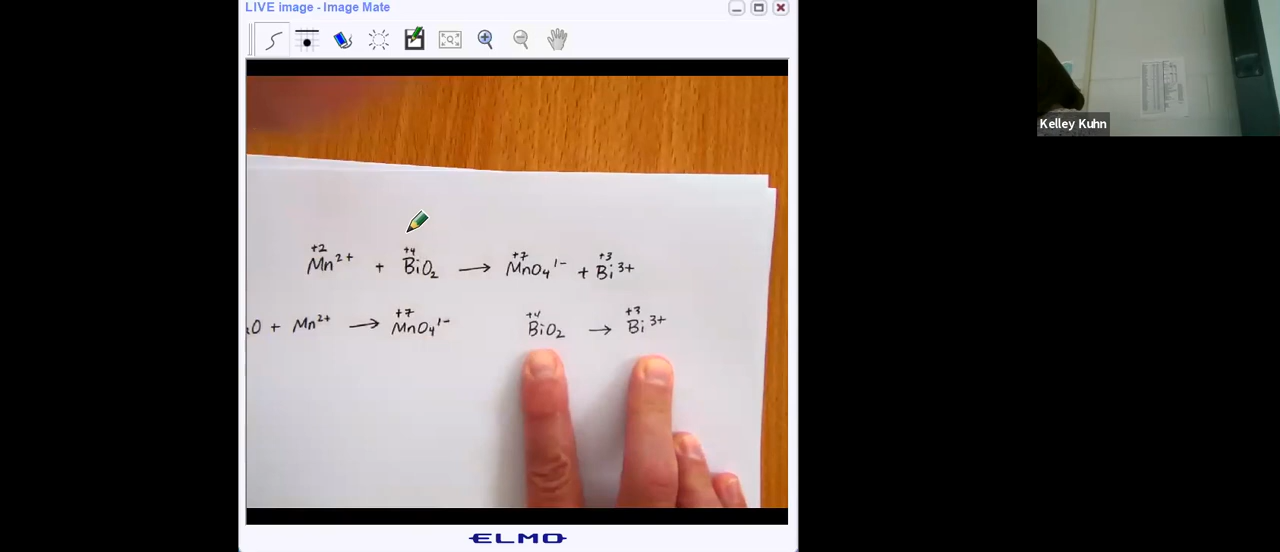 LIVE image - Image Mate
Kelley Kuhn
+2 +4 +7 +3
Mn²⁺ + BiO₂ ⟶ MnO₄¹⁻ + Bi³⁺
+7 +4 +3
O + Mn²⁺ ⟶ MnO₄¹⁻ BiO₂ → Bi³⁺
ELMO